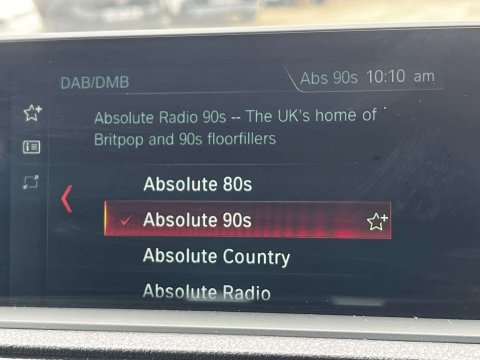 DAB/DMB
Abs 90s 10:10 am
Absolute Radio 90s -- The UK's home of
Britpop and 90s floorfillers
Absolute 80s
Absolute 90s
Absolute Country
Absolute Radio